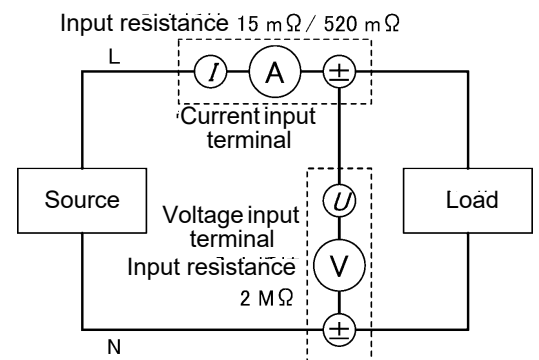 Input resistance 15 mΩ / 520 mΩ
L
I
A
±
Current input
terminal
Source
Load
U
Voltage input
terminal
Input resistance
2 MΩ
V
±
N